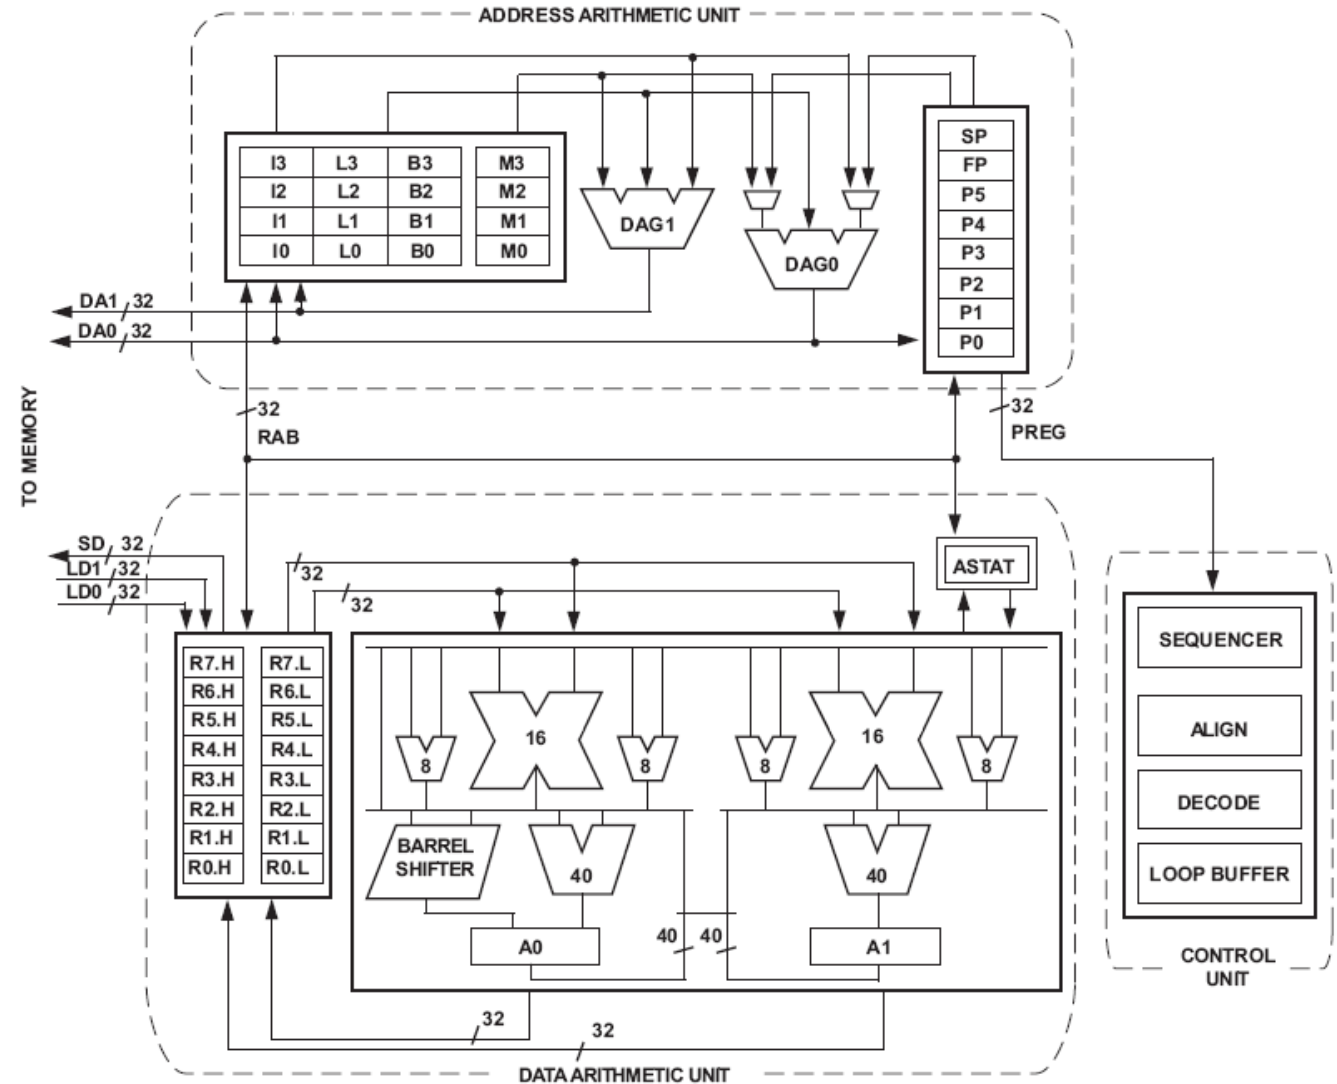 ADDRESS ARITHMETIC UNIT
SP
I3 L3 B3 M3
FP
I2 L2 B2 M2
P5
I1 L1 B1 M1
DAG1
P4
I0 L0 B0 M0
DAG0
P3
P2
DA1 32
P1
DA0 32
P0
TO MEMORY
32
RAB
32
PREG
SD 32
LD1 32
LD0 32
32
32
ASTAT
R7.H R7.L
R6.H R6.L
R5.H R5.L
R4.H R4.L
R3.H R3.L
R2.H R2.L
R1.H R1.L
R0.H R0.L
16
8
8
16
8
8
BARREL
SHIFTER
40
40
A0
40
40
A1
32
32
DATA ARITHMETIC UNIT
SEQUENCER
ALIGN
DECODE
LOOP BUFFER
CONTROL
UNIT